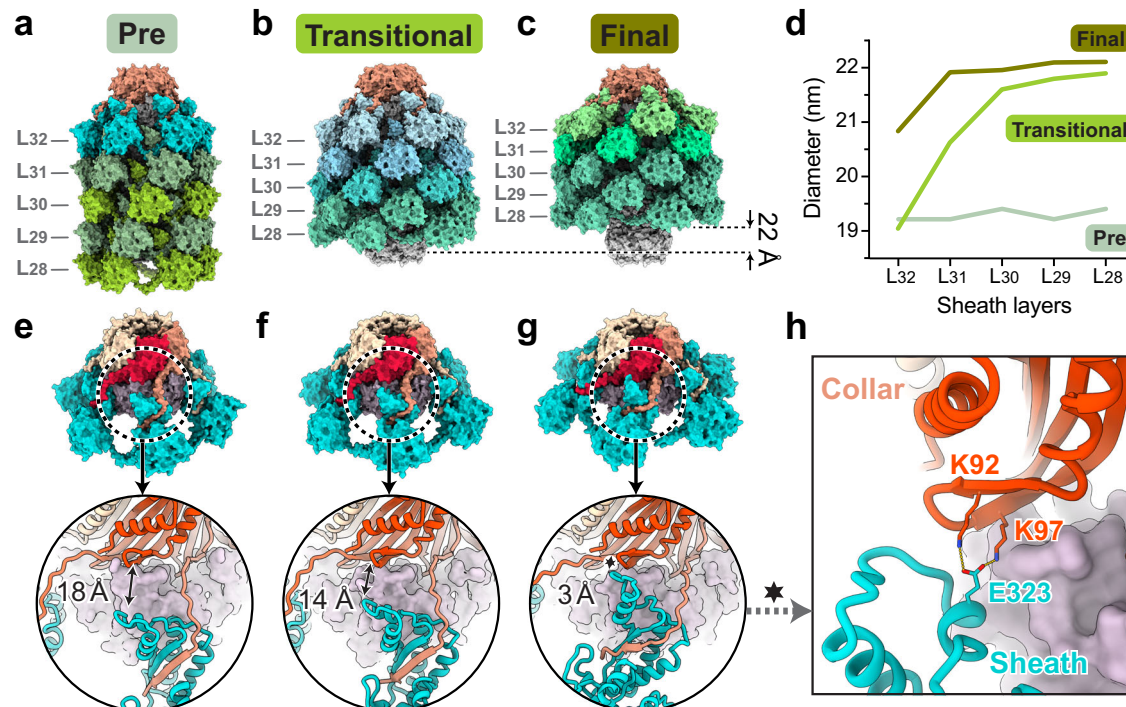 a
Pre
L32
L31
L30
L29
L28
b
Transitional
L32
L31
L30
L29
L28
c
Final
L32
L31
L30
L29
L28
22 Å
d
Diameter (nm)
22
21
20
19
Final
Transitional
Pre
L32 L31 L30 L29 L28
Sheath layers
e
18 Å
f
14 Å
g
3 Å
h
Collar
K92
K97
E323
Sheath